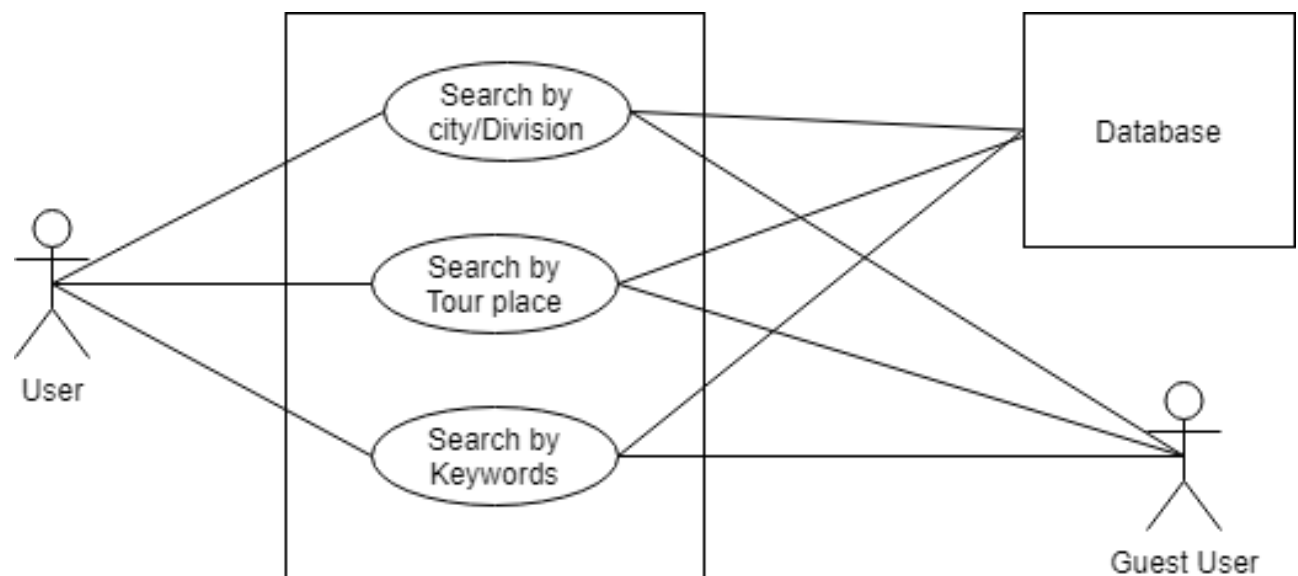 Search by
city/Division
Database
Search by
Tour place
User
Search by
Keywords
Guest User